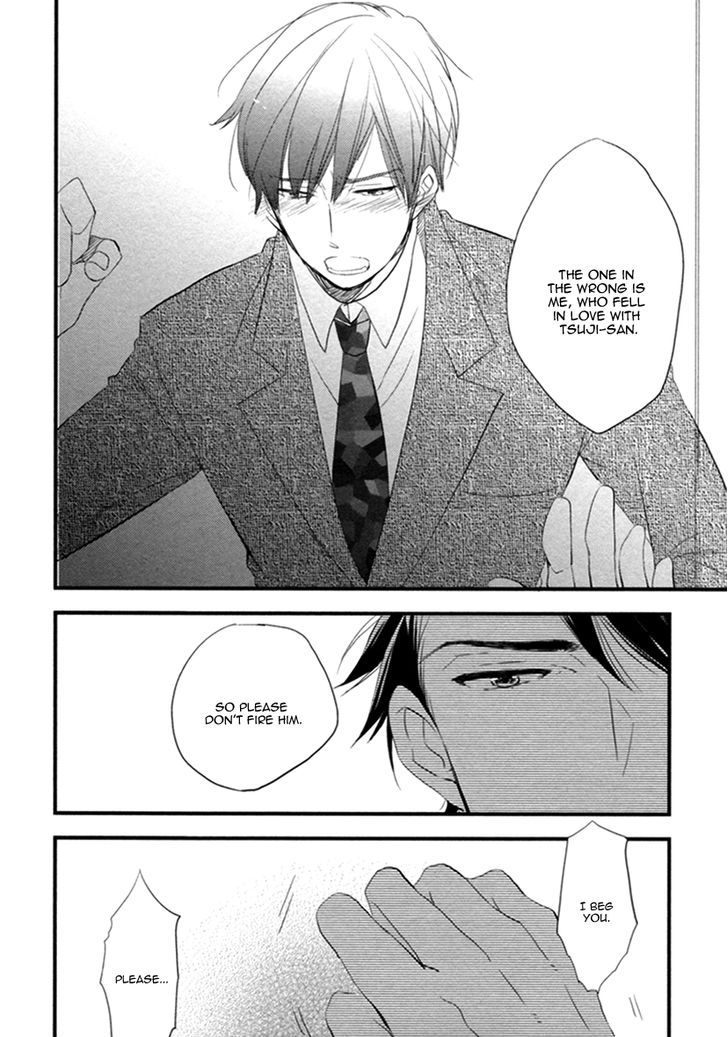 THE ONE IN
THE WRONG IS
ME, WHO FELL
IN LOVE WITH
TSUJI-SAN.
SO PLEASE
DON'T FIRE HIM.
I BEG
YOU.
PLEASE...